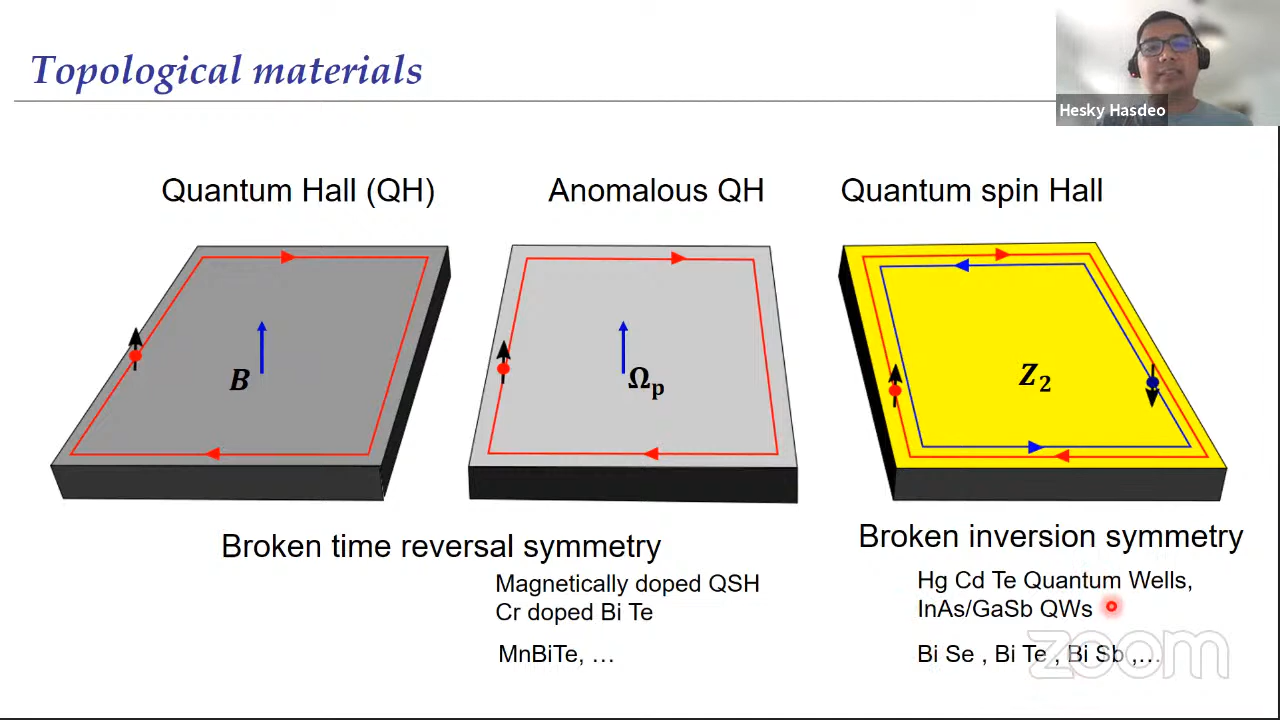 Topological materials
Hesky Hasdeo
Quantum Hall (QH)
Anomalous QH
Quantum spin Hall
B
Ωp
Z2
Broken time reversal symmetry
Broken inversion symmetry
Magnetically doped QSH
Cr doped Bi Te
MnBiTe, …
Hg Cd Te Quantum Wells,
InAs/GaSb QWs
Bi Se , Bi Te , Bi Sb ,…
zoom